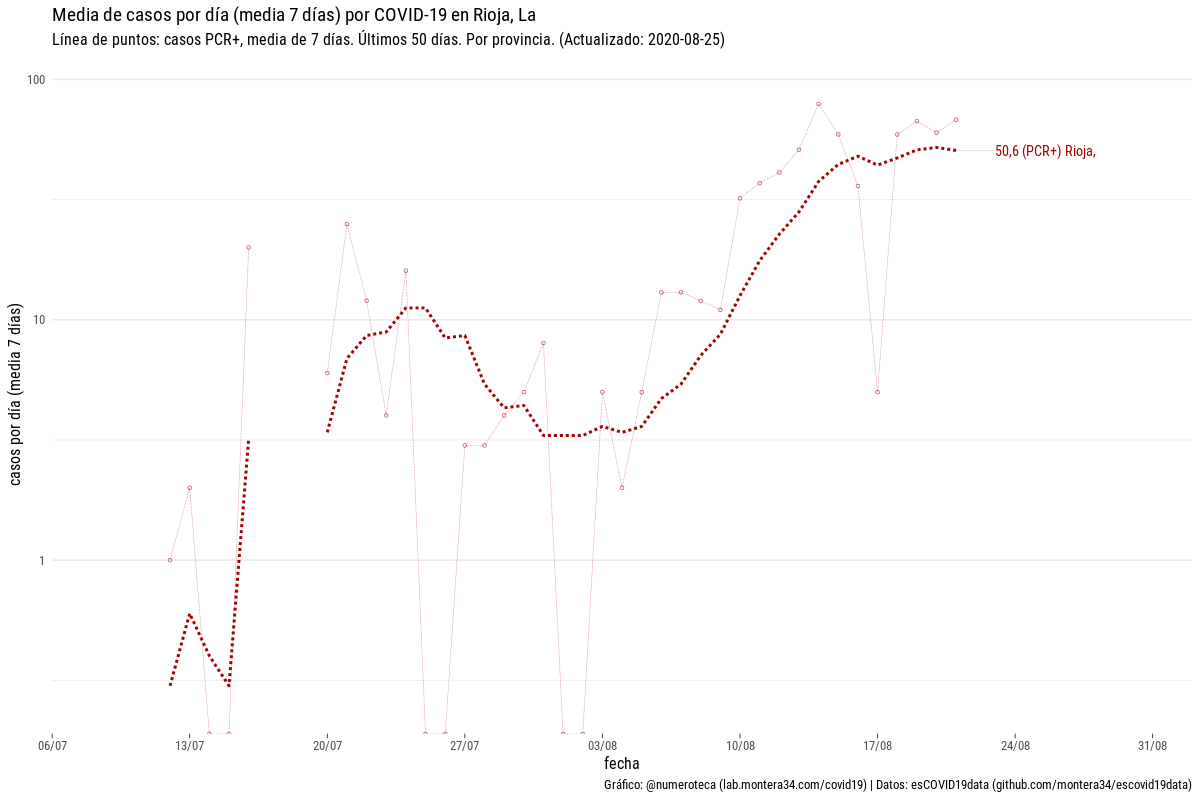 Media de casos por día (media 7 días) por COVID-19 en Rioja, La
Línea de puntos: casos PCR+, media de 7 días. Últimos 50 días. Por provincia. (Actualizado: 2020-08-25)
100
50,6 (PCR+) Rioja,
10
casos por día (media 7 días)
1
06/07 13/07 20/07 27/07 03/08 10/08 17/08 24/08 31/08
fecha
Gráfico: @numeroteca (lab.montera34.com/covid19) | Datos: esCOVID19data (github.com/montera34/escovid19data)